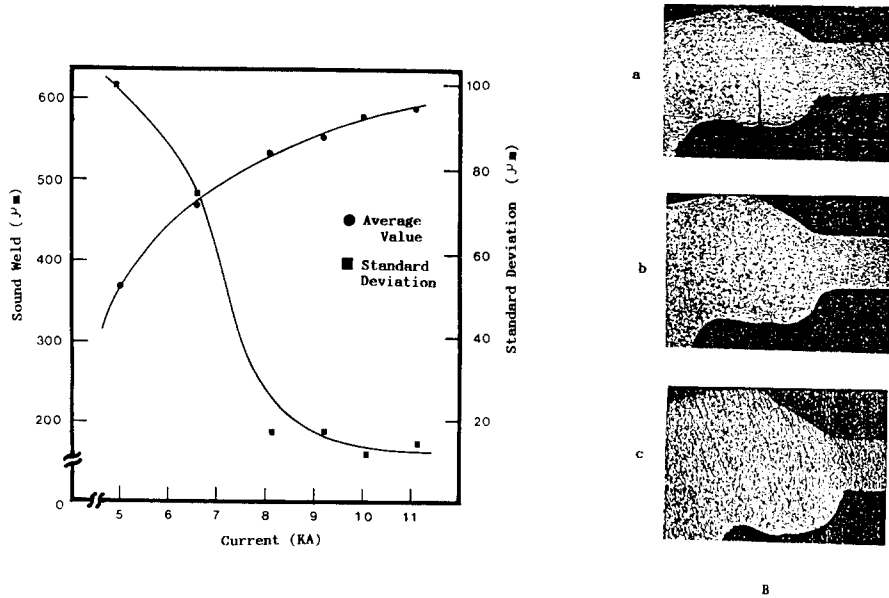 600
500
400
300
200
0
Sound Weld (μm)
5 6 7 8 9 10 11
Current (KA)
100
80
60
40
20
Standard Deviation (μm)
Average
Value
Standard
Deviation
a
b
c
B